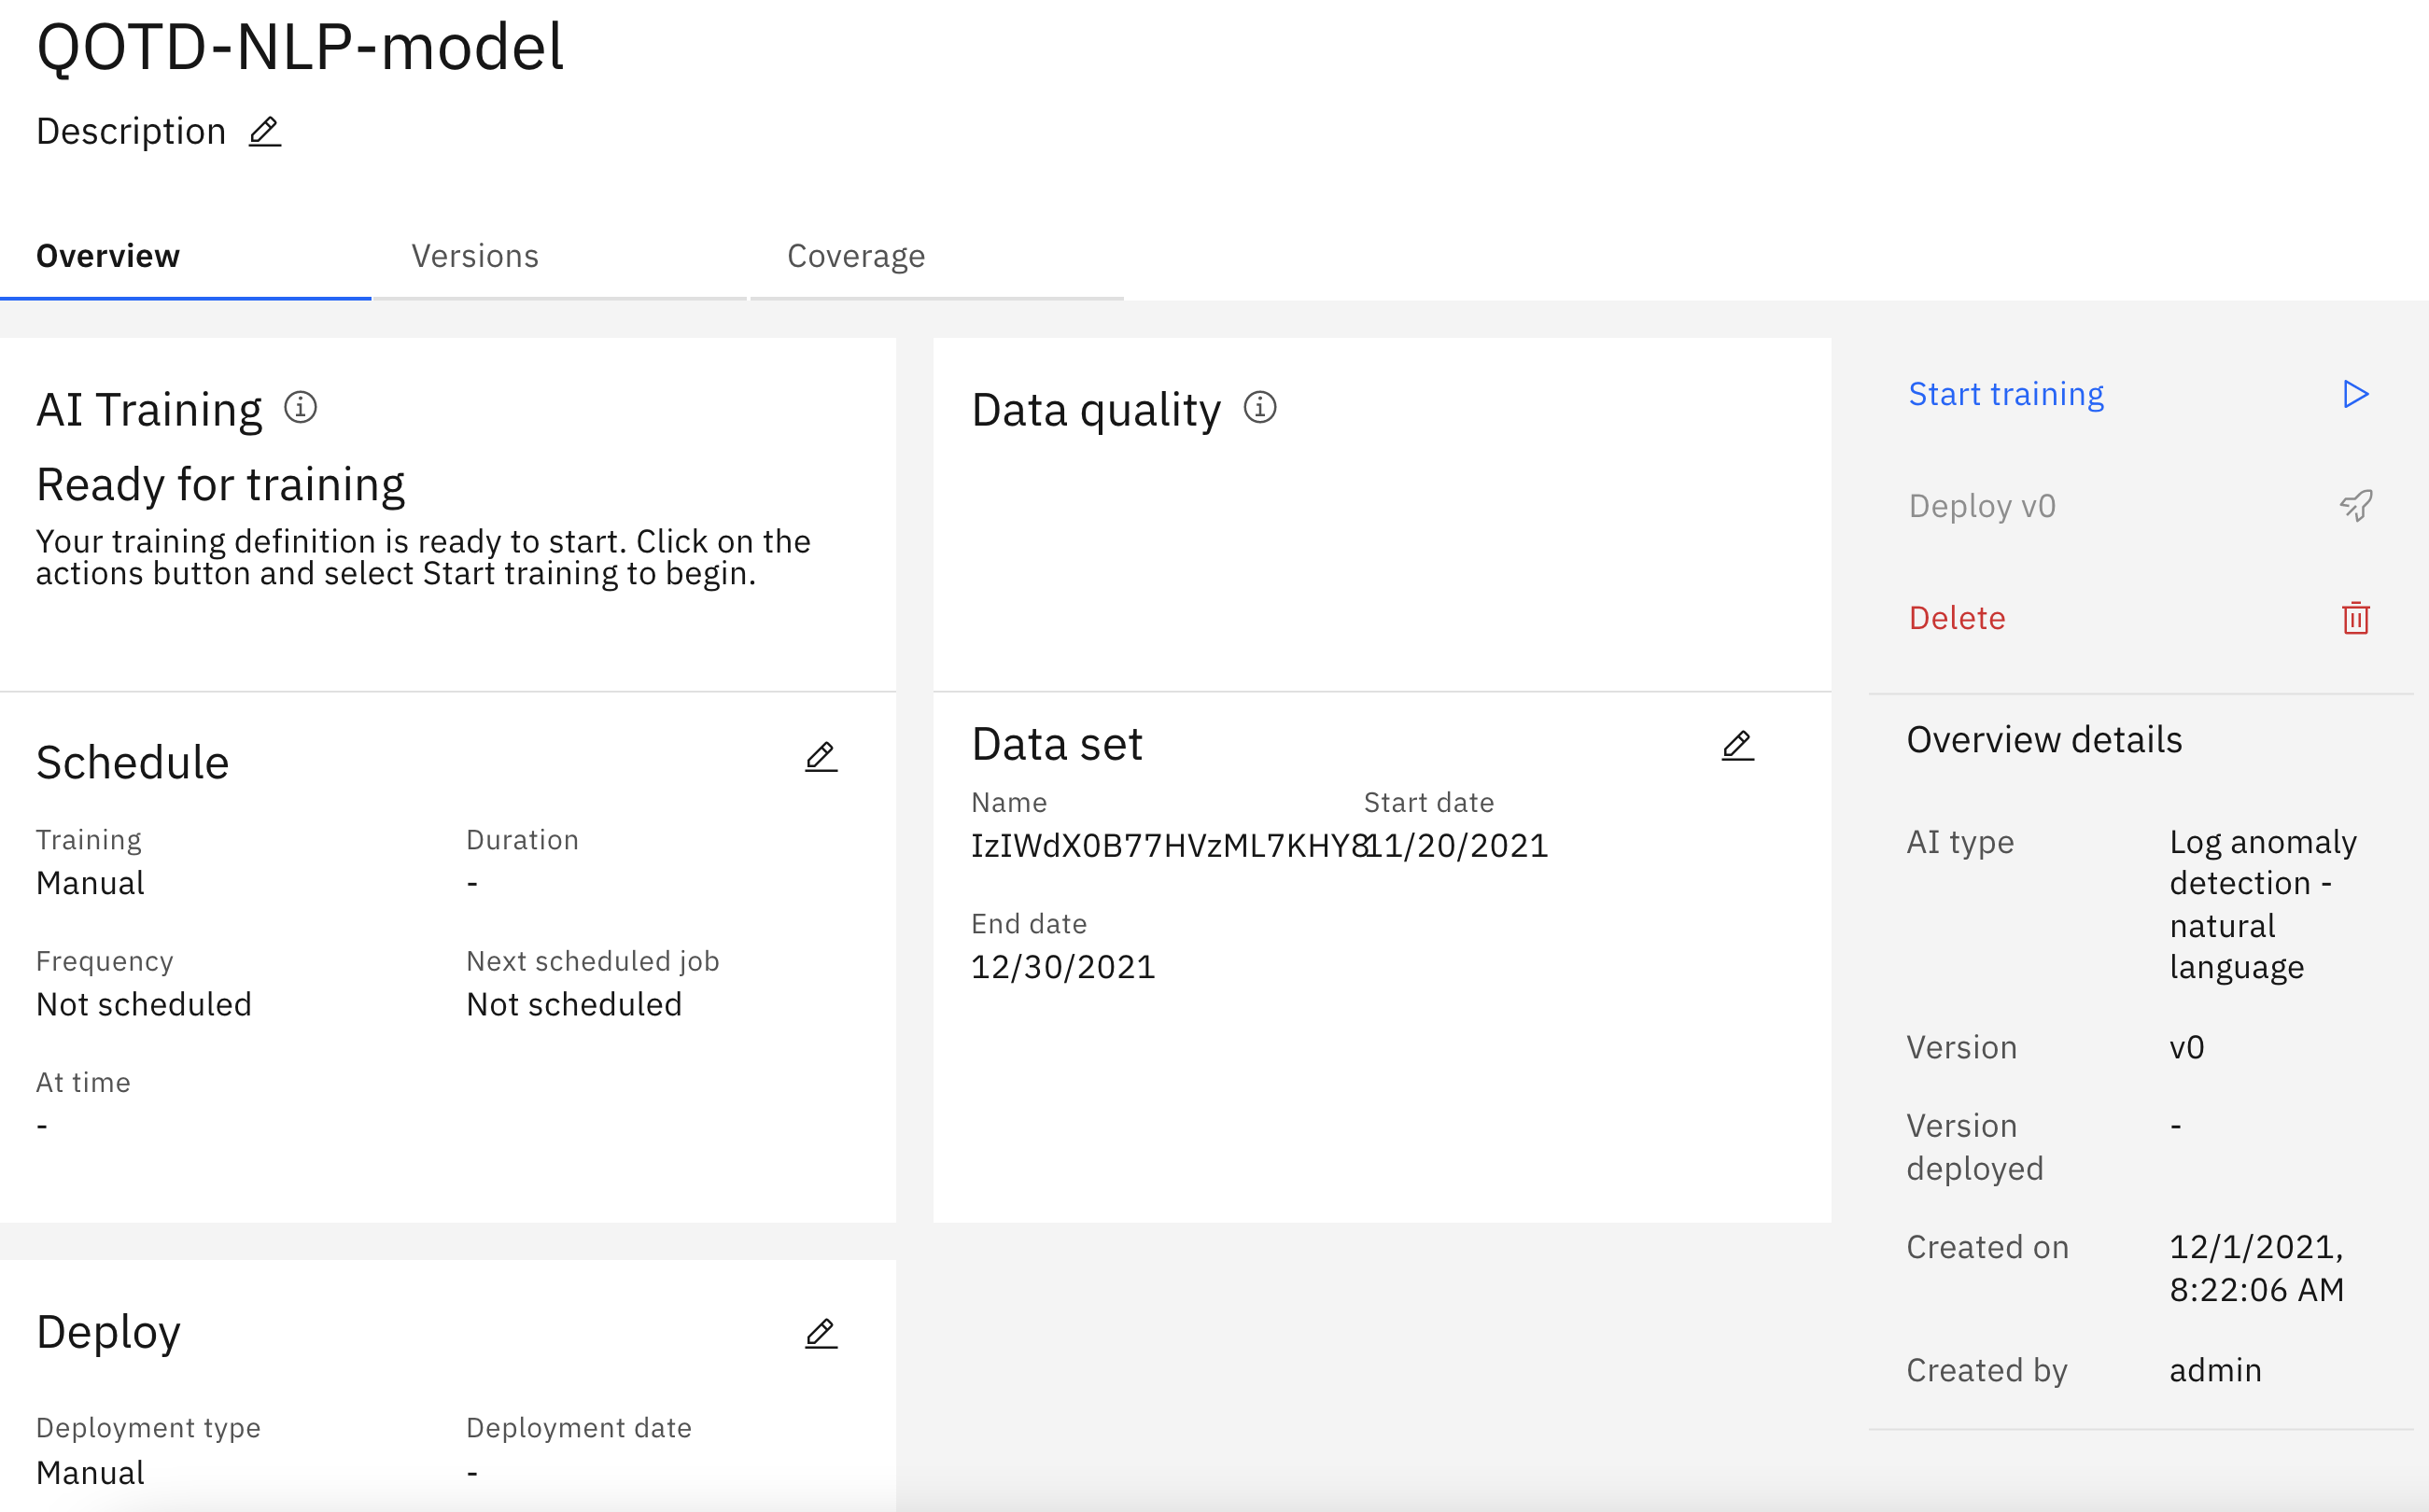 QOTD-NLP-model
Description
Overview
Versions
Coverage
AI Training
Ready for training
Your training definition is ready to start. Click on the
actions button and select Start training to begin.
Data quality
Start training
Deploy v0
Delete
Schedule
Training
Duration
Manual
-
Frequency
Next scheduled job
Not scheduled
Not scheduled
At time
-
Data set
Name
Start date
IzIWdX0B77HVzML7KHY8
11/20/2021
End date
12/30/2021
Overview details
AI type
Log anomaly
detection -
natural
language
Version
v0
Version
deployed
-
Created on
12/1/2021,
8:22:06 AM
Created by
admin
Deploy
Deployment type
Deployment date
Manual
-